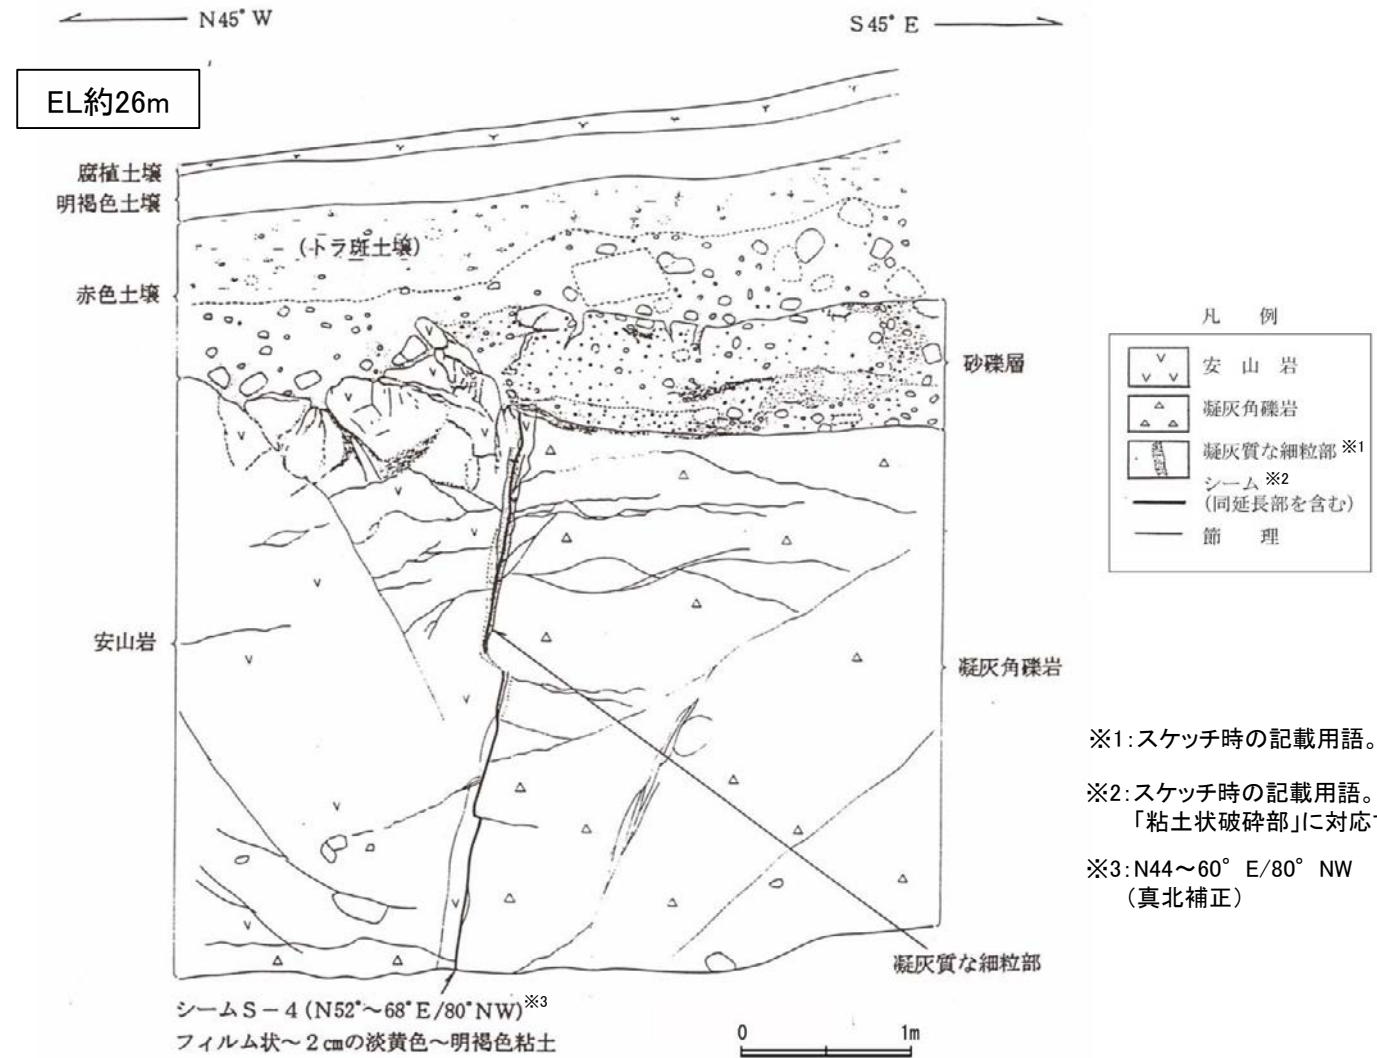 N45°W
S45°E
EL約26m
腐植土壌
明褐色土壌
(トラ斑土壌)
赤色土壌
砂礫層
安山岩
凝灰角礫岩
凝灰質な細粒部
シームS-4(N52°~68°E/80°NW)※3
フィルム状~2㎝の淡黄色~明褐色粘土
0 1m
凡 例
安 山 岩
凝灰角礫岩
凝灰質な細粒部※1
シーム※2
(同延長部を含む)
節 理
※1:スケッチ時の記載用語。
※2:スケッチ時の記載用語。
「粘土状破砕部」に対応
※3:N44~60° E/80° NW
(真北補正)